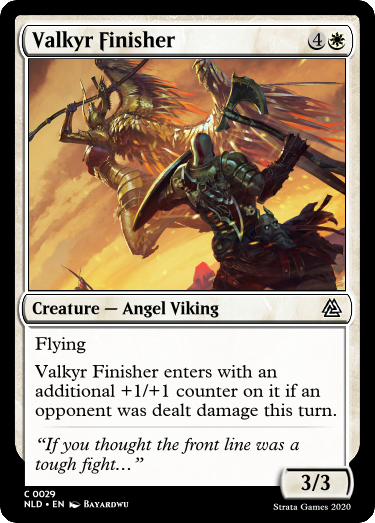 Valkyr Finisher 4
Creature — Angel Viking
Flying
Valkyr Finisher enters with an
additional +1/+1 counter on it if an
opponent was dealt damage this turn.
“If you thought the front line was a
tough fight…”
3/3
C 0029
NLD • EN Bayardwu
Strata Games 2020